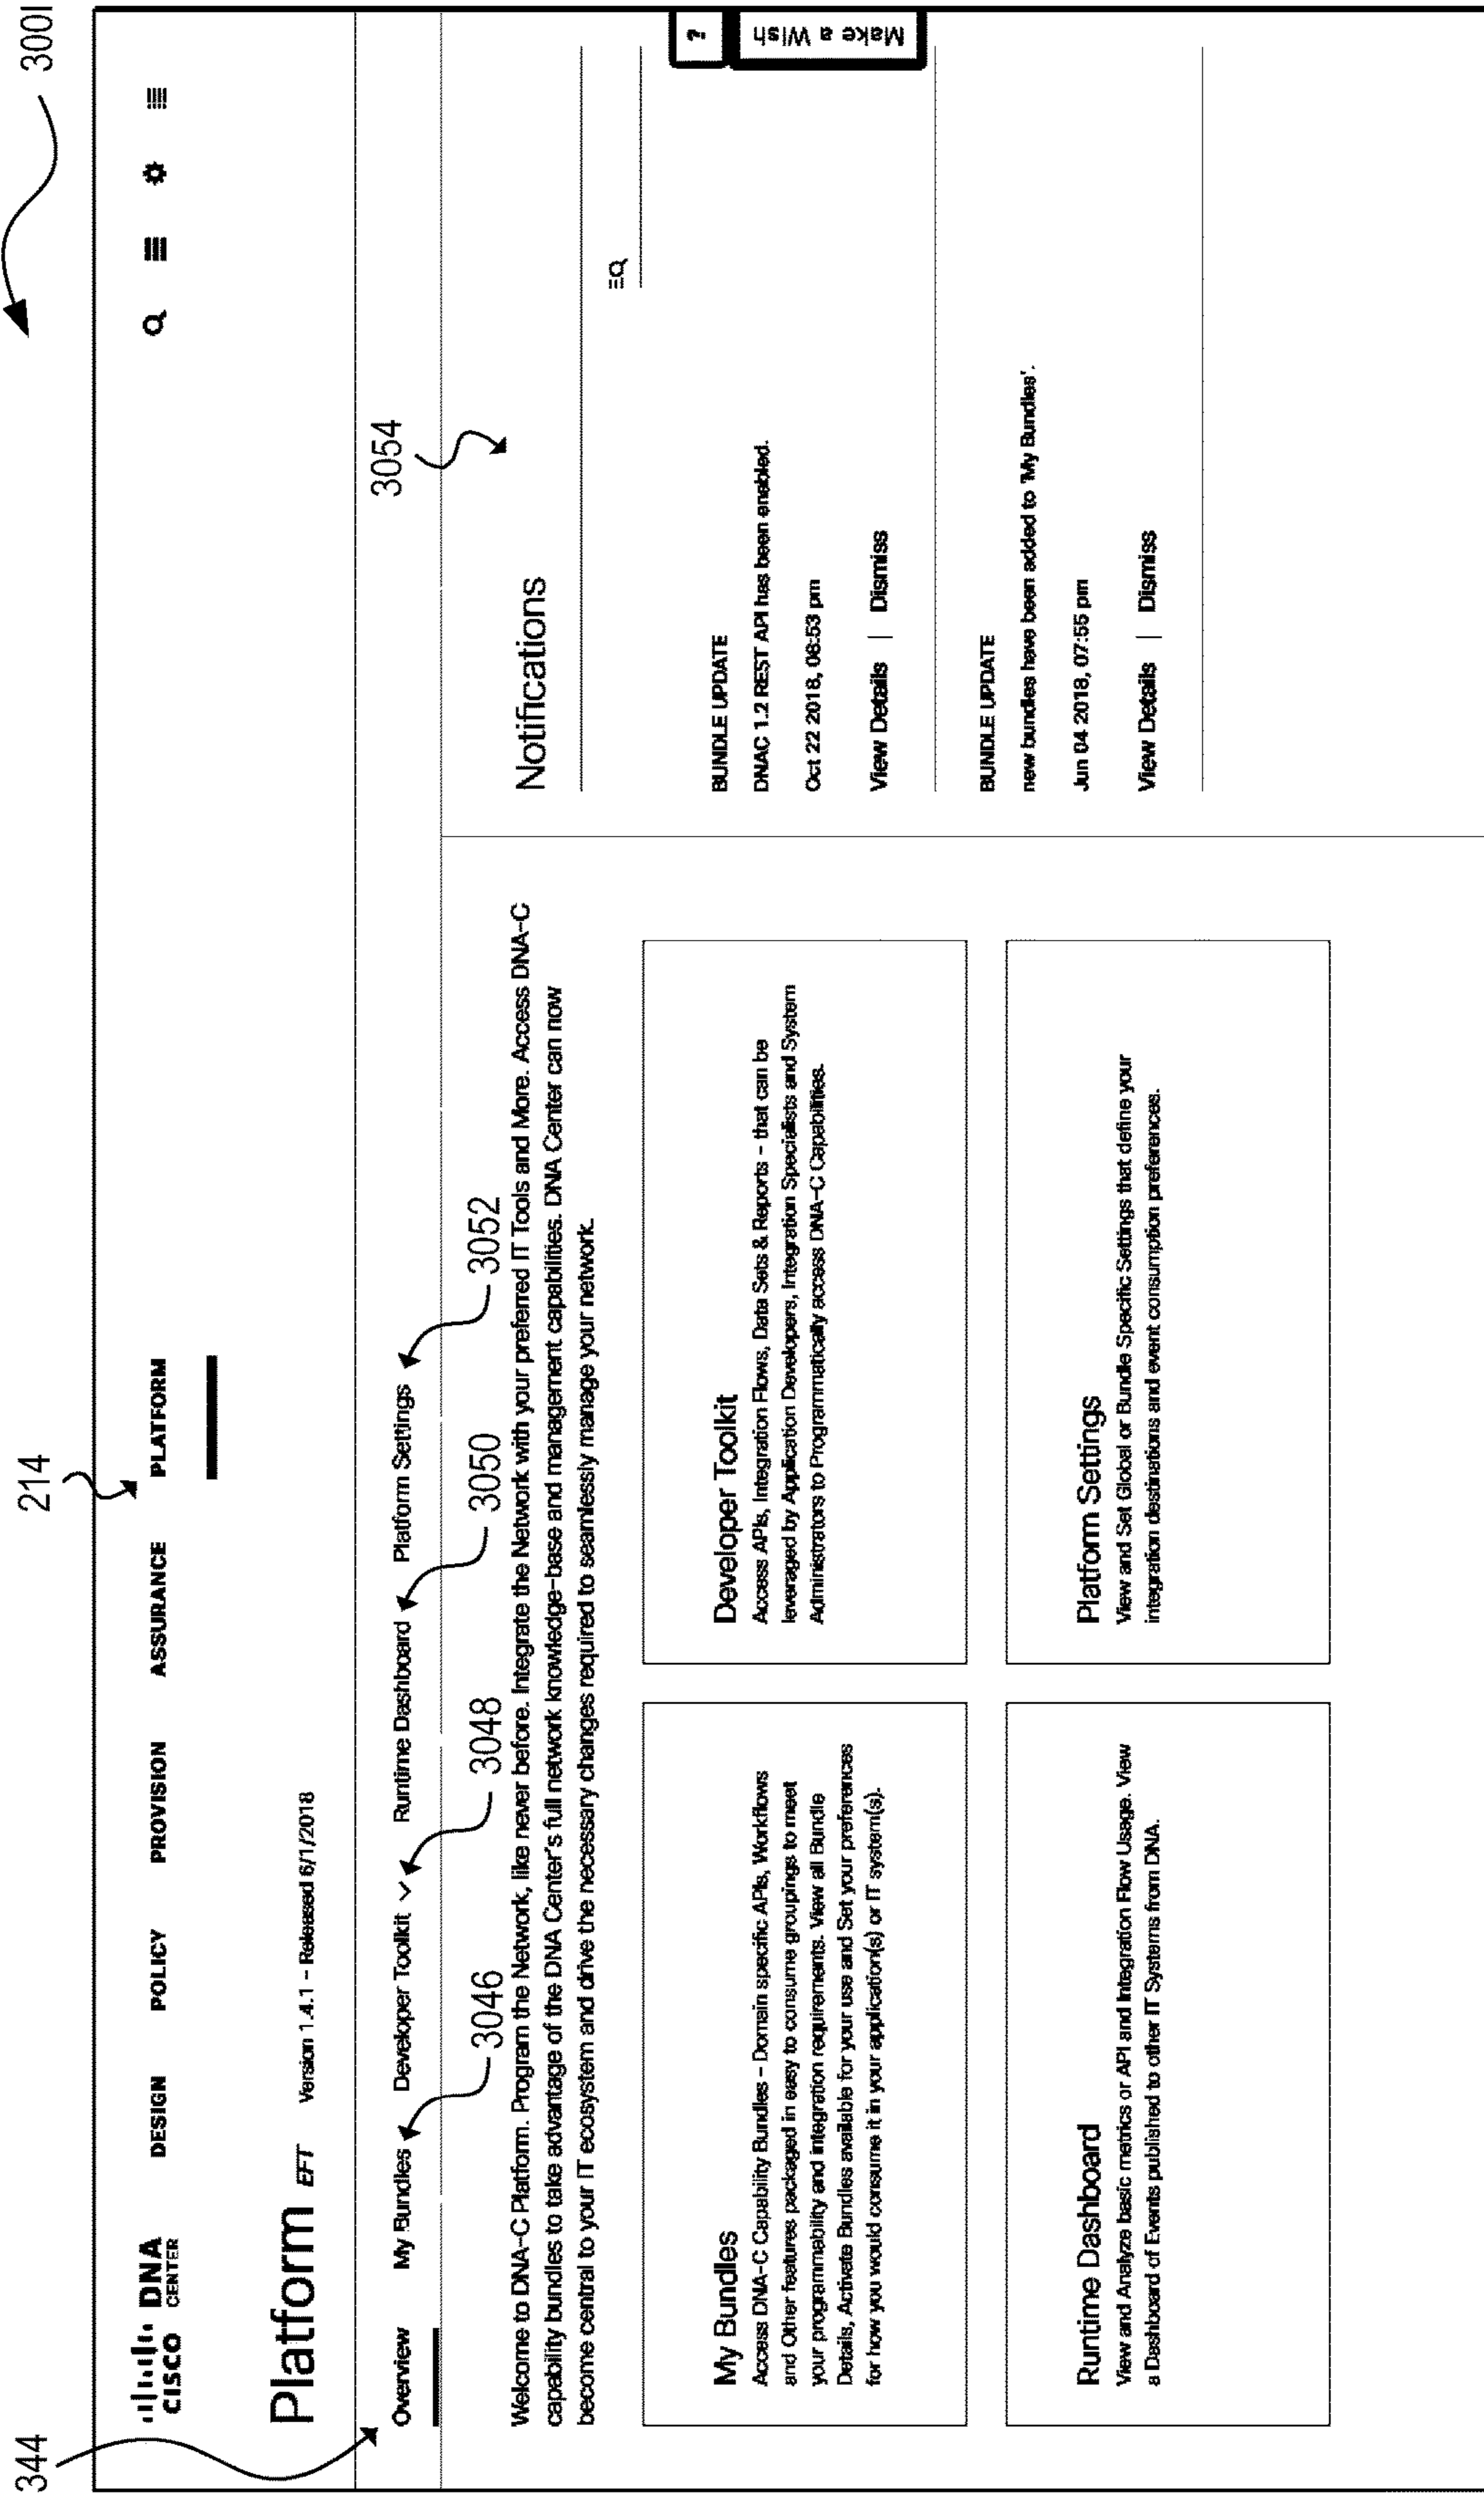 300I
344
214
CISCO DNA CENTER
DESIGN
POLICY
PROVISION
ASSURANCE
PLATFORM
Platform EFT
Version 1.4.1 – Released 6/1/2018
3054
Overview
My Bundles
Developer Toolkit
Runtime Dashboard
Platform Settings
3046
3048
3050
3052
Welcome to DNA-C Platform. Program the Network, like never before. Integrate the Network with your preferred IT Tools and More. Access DNA-C
capability bundles to take advantage of the DNA Center's full network knowledge-base and management capabilities. DNA Center can now
become central to your IT ecosystem and drive the necessary changes required to seamlessly manage your network.
My Bundles
Access DNA-C Capability Bundles – Domain specific APIs, Workflows
and Other features packaged in easy to consume groupings to meet
your programmability and integration requirements. View all Bundle
Details, Activate Bundles available for your use and Set your preferences
for how you would consume it in your application(s) or IT system(s).
Developer Toolkit
Access APIs, Integration Flows, Data Sets & Reports – that can be
leveraged by Application Developers, Integration Specialists and System
Administrators to Programmatically access DNA-C Capabilities.
Runtime Dashboard
View and Analyze basic metrics or API and Integration Flow Usage. View
a Dashboard of Events published to other IT Systems from DNA.
Platform Settings
View and Set Global or Bundle Specific Settings that define your
integration destinations and event consumption preferences.
Notifications
BUNDLE UPDATE
DNAC 1.2 REST API has been enabled.
Oct 22 2018, 08:53 pm
View Details | Dismiss
BUNDLE UPDATE
new bundles have been added to 'My Bundles'.
Jun 04 2018, 07:55 pm
View Details | Dismiss
?
Make a Wish